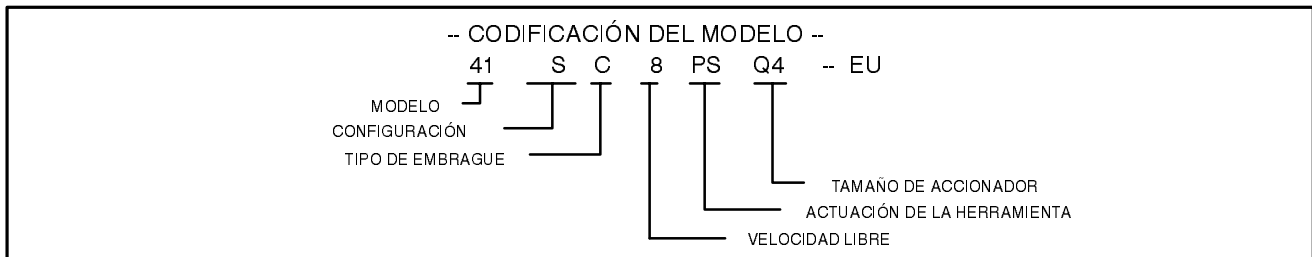 -- CODIFICACIÓN DEL MODELO --
41 S C 8 PS Q4 -- EU
MODELO
CONFIGURACIÓN
TIPO DE EMBRAGUE
TAMAÑO DE ACCIONADOR
ACTUACIÓN DE LA HERRAMIENTA
VELOCIDAD LIBRE